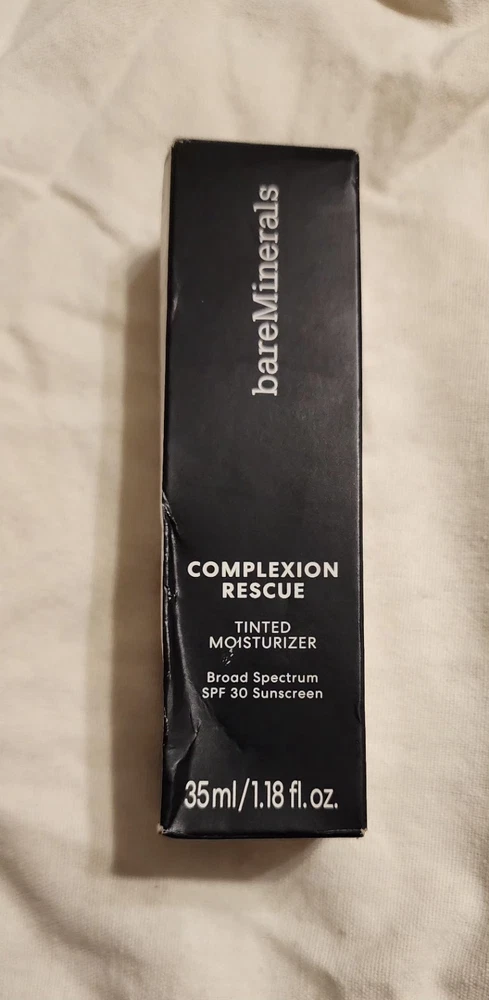 bareMinerals
COMPLEXION
RESCUE
TINTED
MOISTURIZER
Broad Spectrum
SPF 30 Sunscreen
35ml/1.18 fl.oz.